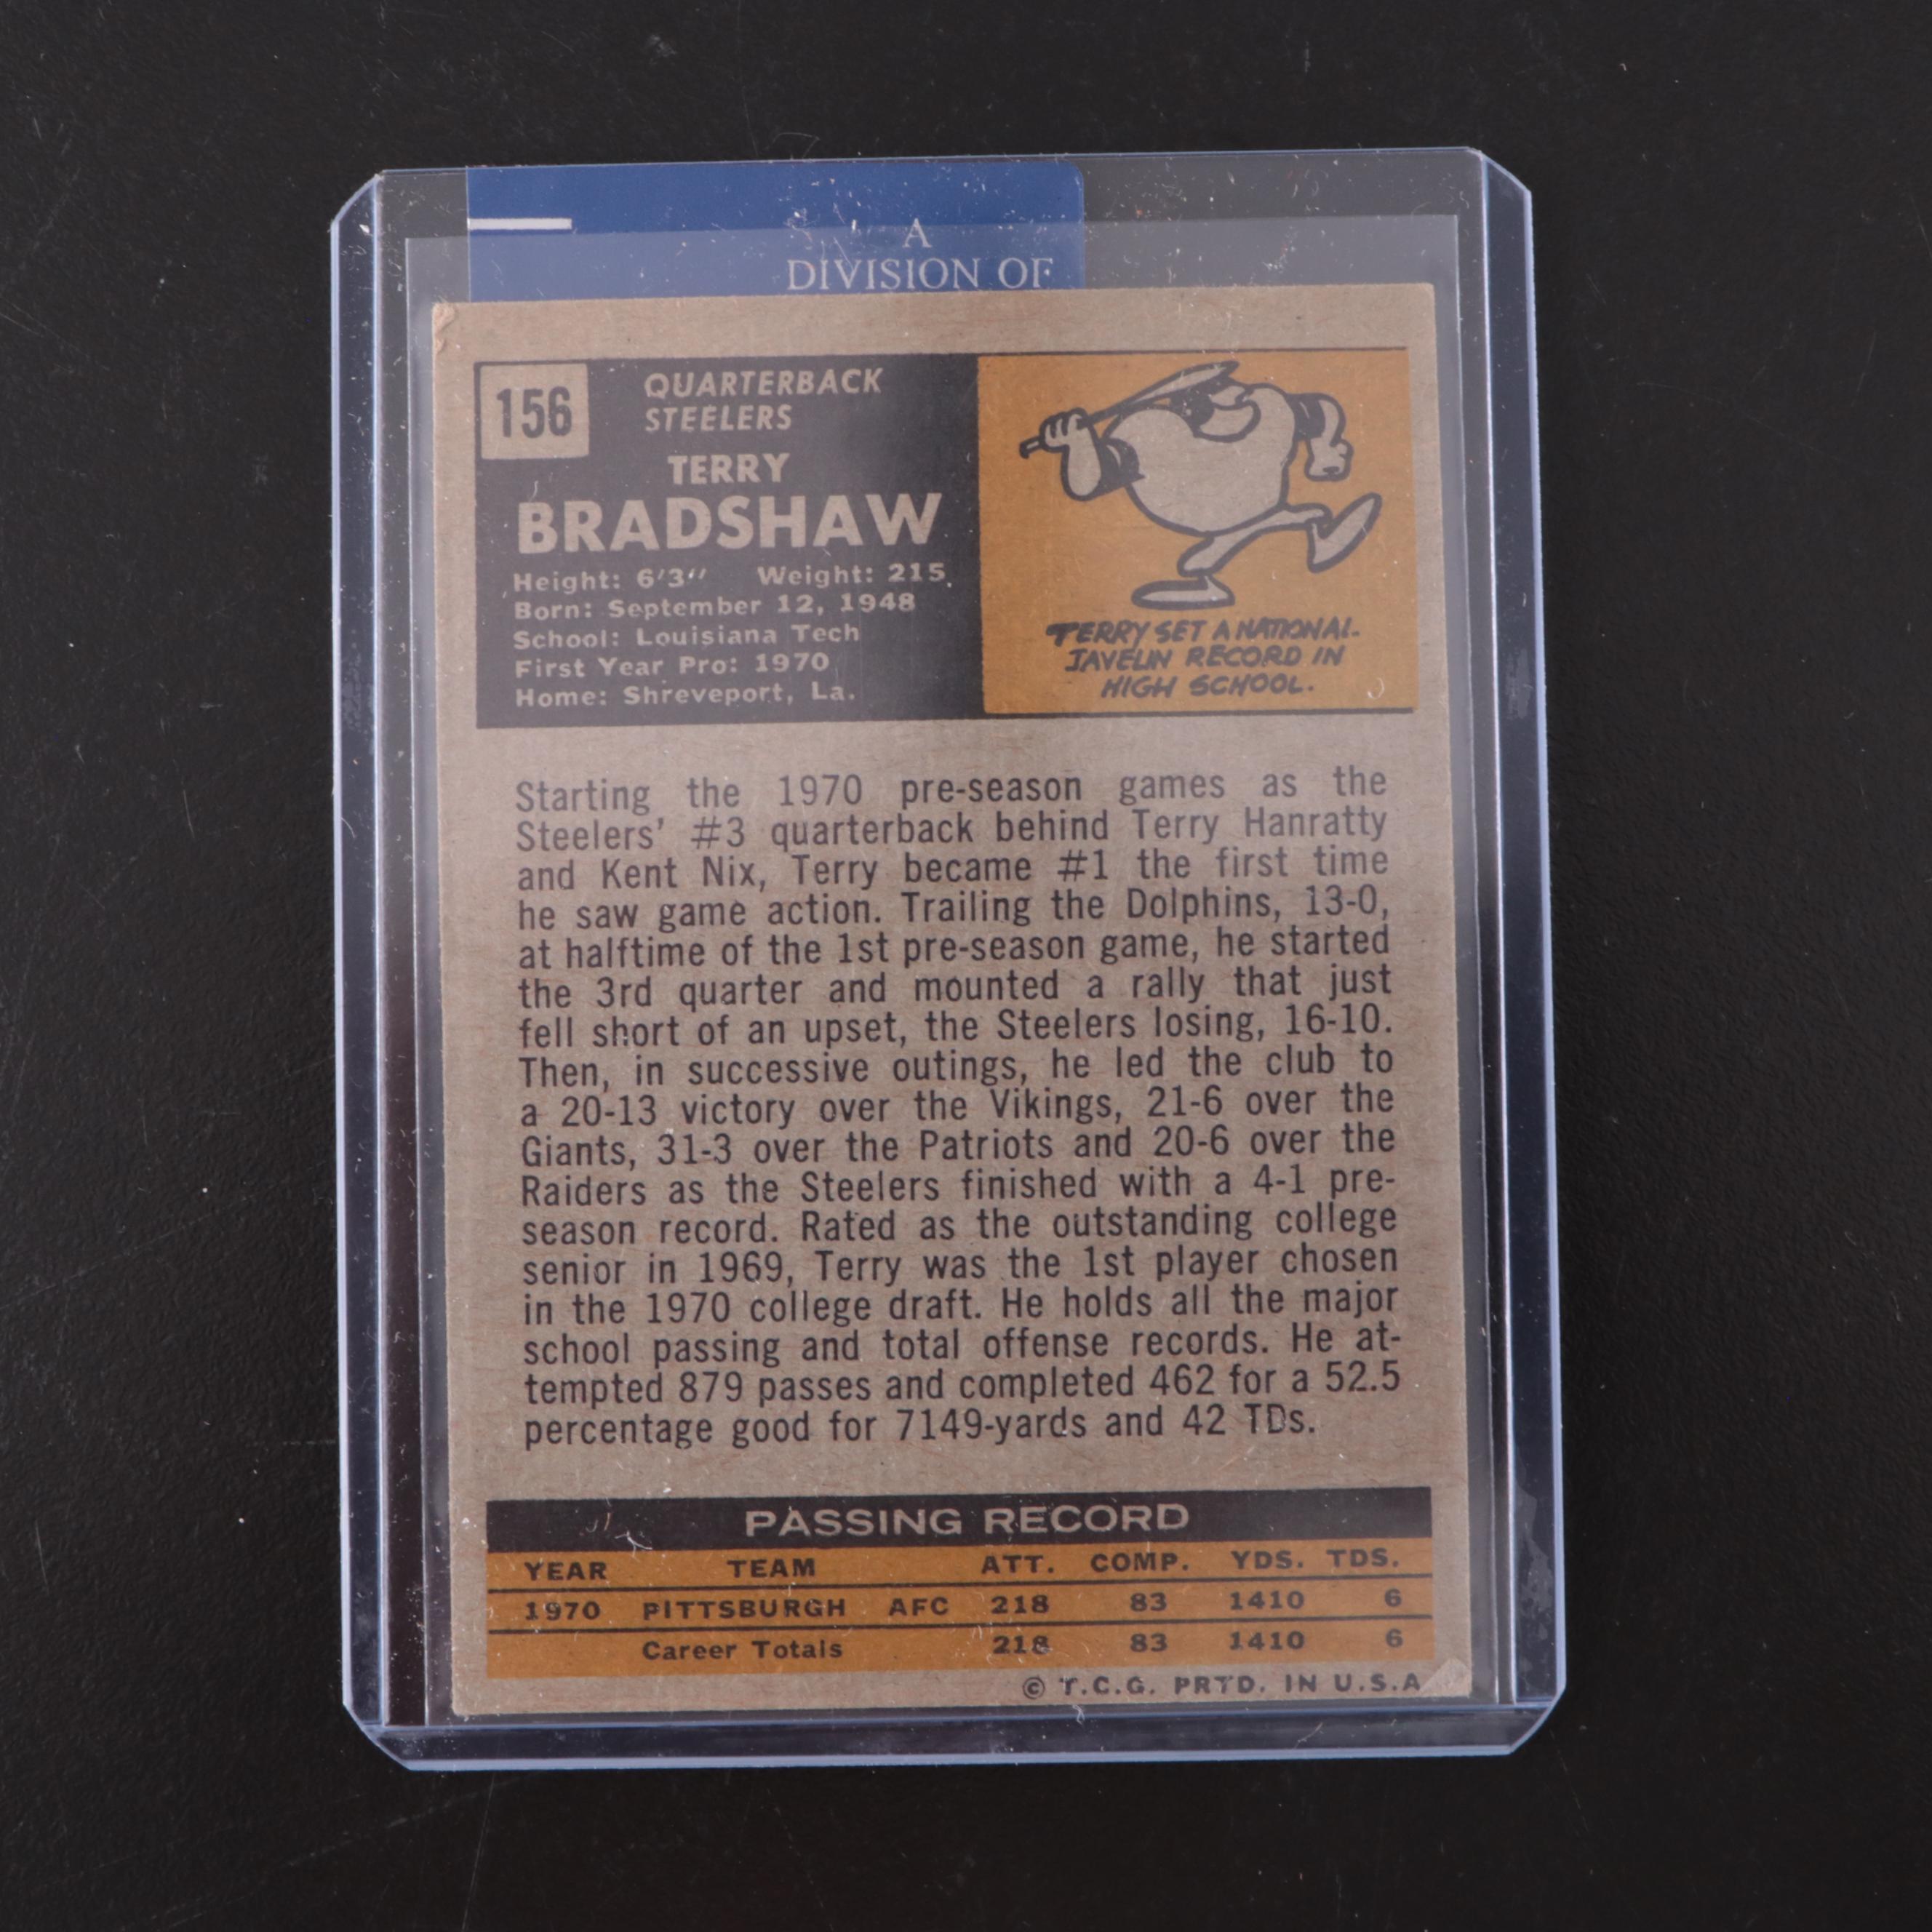 A
DIVISION OF
156
QUARTERBACK
STEELERS
TERRY
BRADSHAW
Height: 6'3" Weight: 215
Born: September 12, 1948
School: Louisiana Tech
First Year Pro: 1970
Home: Shreveport, La.
TERRY SET A NATIONAL
JAVELIN RECORD IN
HIGH SCHOOL.
Starting the 1970 pre-season games as the
Steelers' #3 quarterback behind Terry Hanratty
and Kent Nix, Terry became #1 the first time
he saw game action. Trailing the Dolphins, 13-0,
at halftime of the 1st pre-season game, he started
the 3rd quarter and mounted a rally that just
fell short of an upset, the Steelers losing, 16-10.
Then, in successive outings, he led the club to
a 20-13 victory over the Vikings, 21-6 over the
Giants, 31-3 over the Patriots and 20-6 over the
Raiders as the Steelers finished with a 4-1 pre-
season record. Rated as the outstanding college
senior in 1969, Terry was the 1st player chosen
in the 1970 college draft. He holds all the major
school passing and total offense records. He at-
tempted 879 passes and completed 462 for a 52.5
percentage good for 7149-yards and 42 TDs.
PASSING RECORD
YEAR TEAM ATT. COMP. YDS. TDS.
1970 PITTSBURGH AFC 218 83 1410 6
Career Totals 218 83 1410 6
© T.C.G. PRTD. IN U.S.A